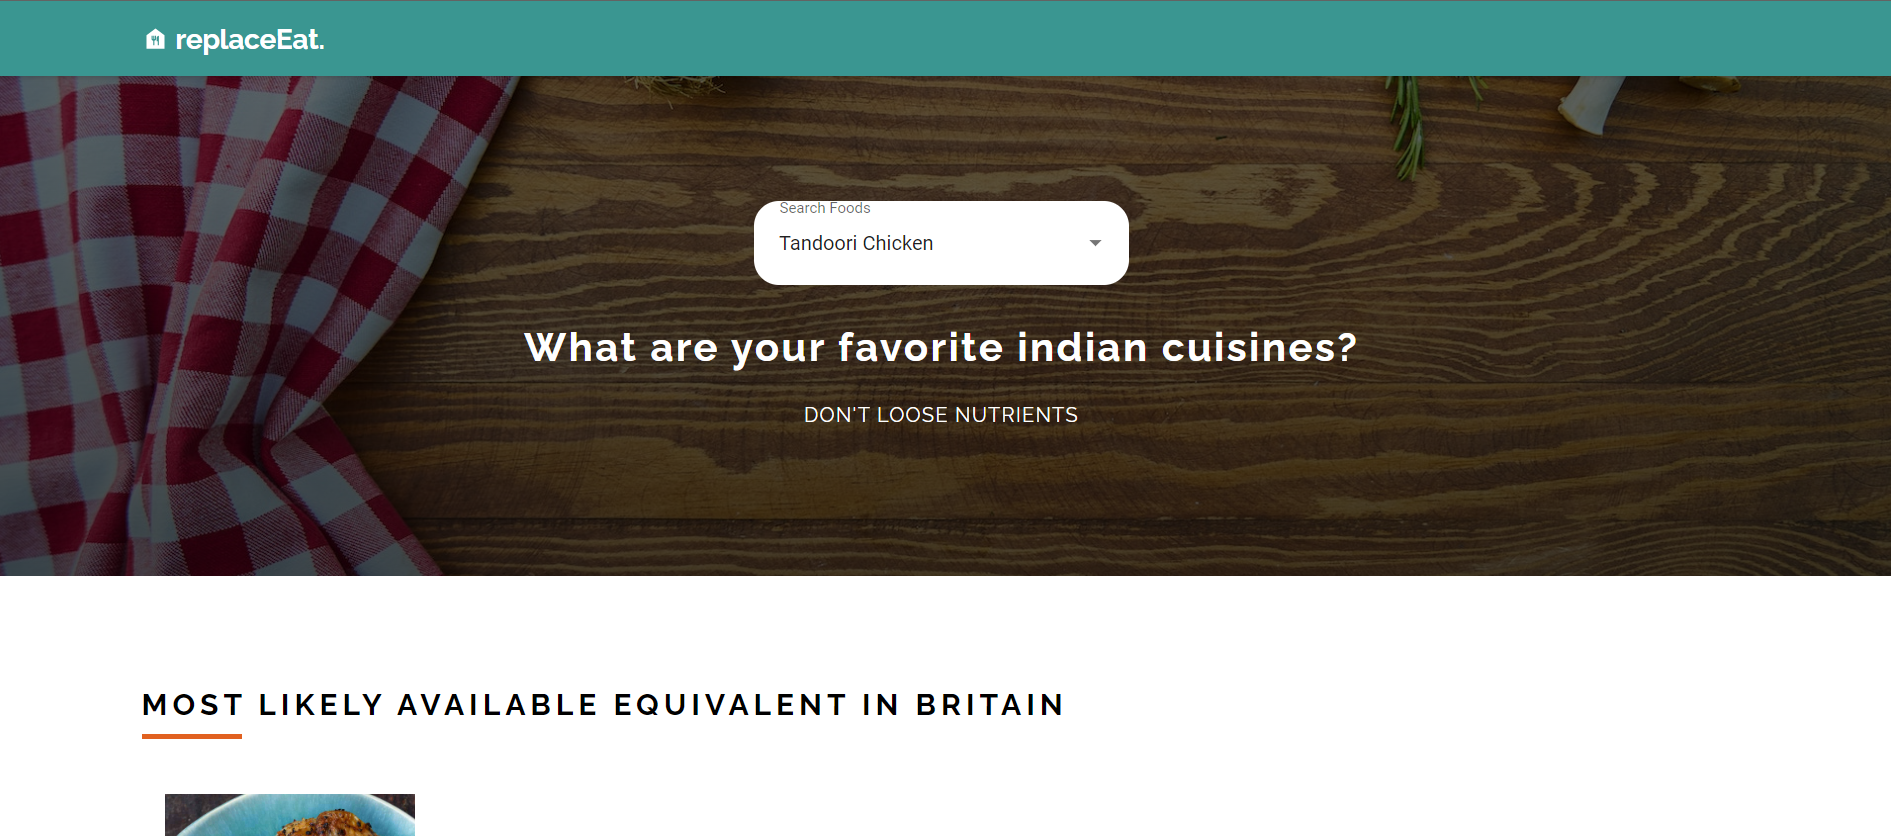 replaceEat.
Search Foods
Tandoori Chicken
What are your favorite indian cuisines?
DON'T LOOSE NUTRIENTS
MOST LIKELY AVAILABLE EQUIVALENT IN BRITAIN